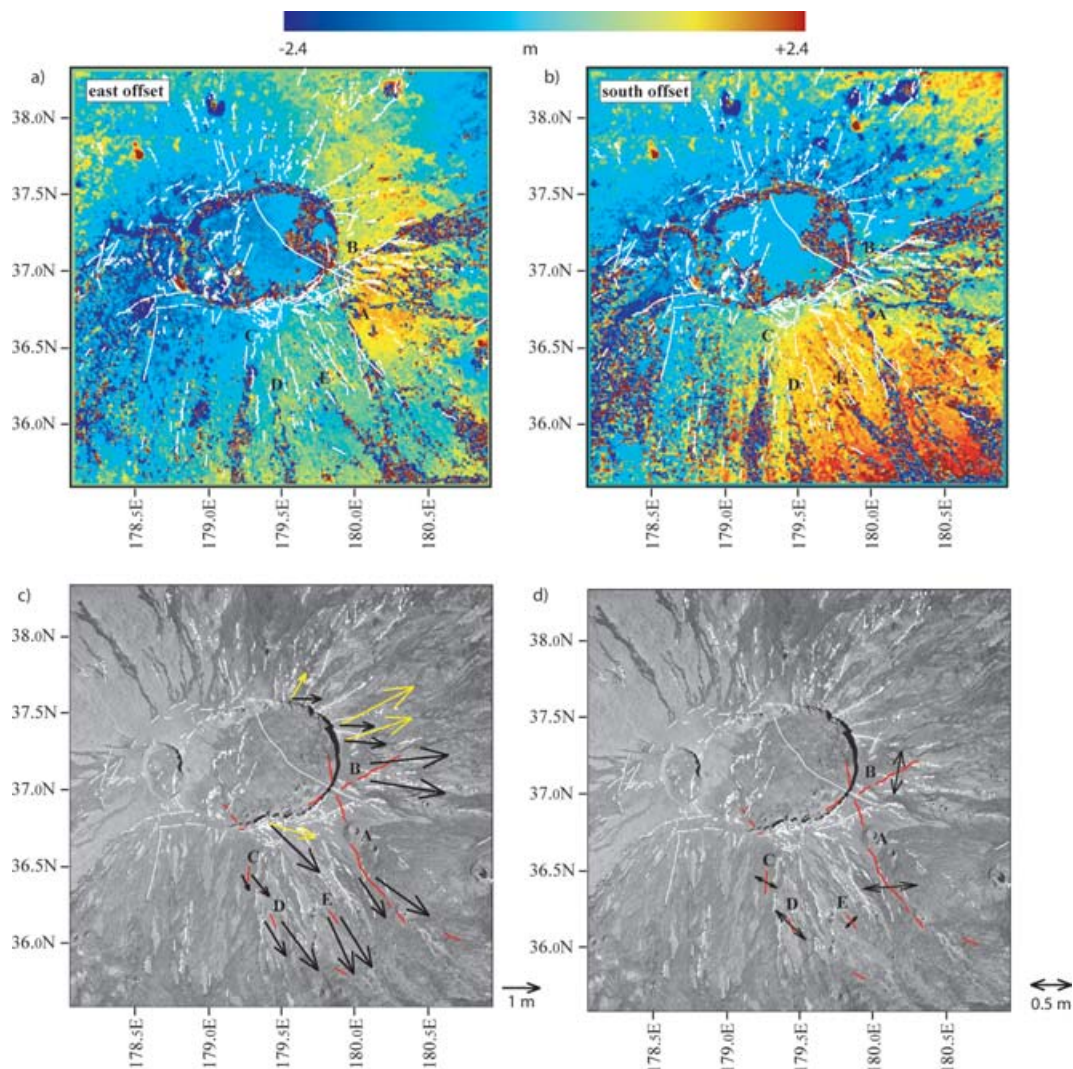 -2.4 m +2.4
a) b)
east offset south offset
38.0N
37.5N
37.0N
36.5N
36.0N
B
A
C
D
E
B
A
C
D
E
178.5E 179.0E 179.5E 180.0E 180.5E
178.5E 179.0E 179.5E 180.0E 180.5E
38.0N
37.5N
37.0N
36.5N
36.0N
c) d)
38.0N
37.5N
37.0N
36.5N
36.0N
B
A
C
D
E
1 m
38.0N
37.5N
37.0N
36.5N
36.0N
B
A
C
D
E
0.5 m
178.5E 179.0E 179.5E 180.0E 180.5E
178.5E 179.0E 179.5E 180.0E 180.5E